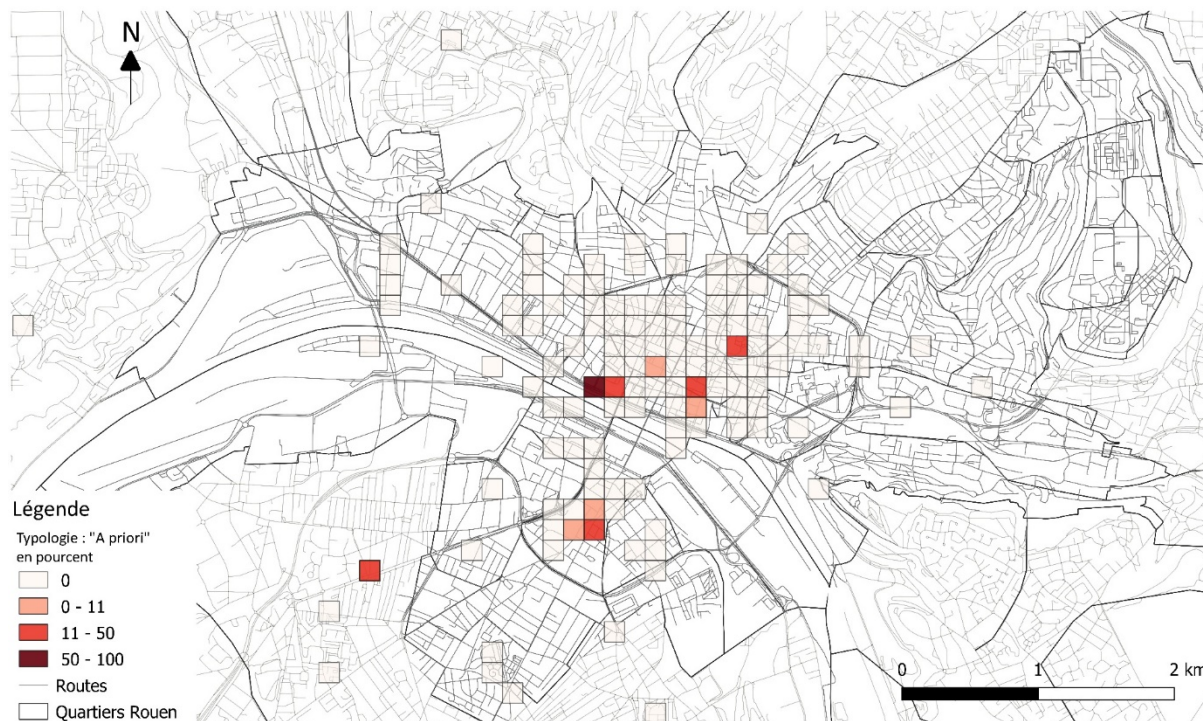 N
Légende
Typologie : "A priori"
en pourcent
0
0 - 11
11 - 50
50 - 100
Routes
Quartiers Rouen
0 1 2 km